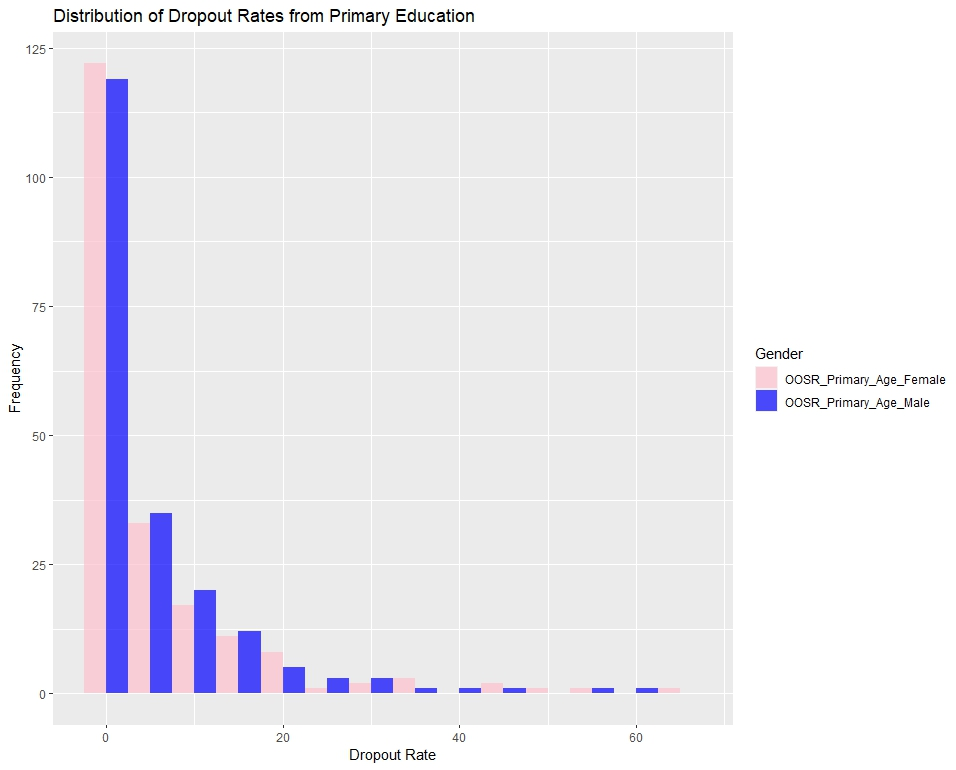 Distribution of Dropout Rates from Primary Education
125
100
75
50
25
0
Frequency
0 20 40 60
Dropout Rate
Gender
OOSR_Primary_Age_Female
OOSR_Primary_Age_Male